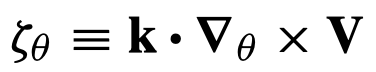 ζ_θ ≡ 𝐤 • 𝛁_θ × 𝐕